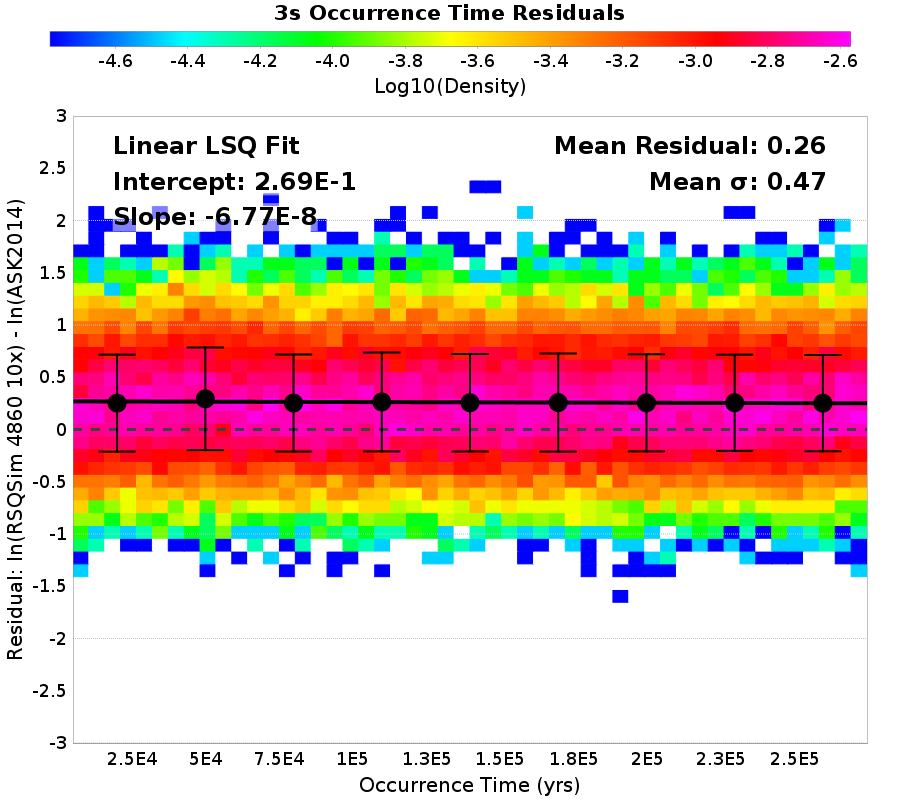 3s Occurrence Time Residuals
-4.6 -4.4 -4.2 -4.0 -3.8 -3.6 -3.4 -3.2 -3.0 -2.8 -2.6
Log10(Density)
Linear LSQ Fit
Intercept: 2.69E-1
Slope: -6.77E-8
Mean Residual: 0.26
Mean σ: 0.47
Residual: ln(RSQSim 4860 10x) - ln(ASK2014)
3
2.5
2
1.5
1
0.5
0
-0.5
-1
-1.5
-2
-2.5
-3
2.5E4 5E4 7.5E4 1E5 1.3E5 1.5E5 1.8E5 2E5 2.3E5 2.5E5
Occurrence Time (yrs)